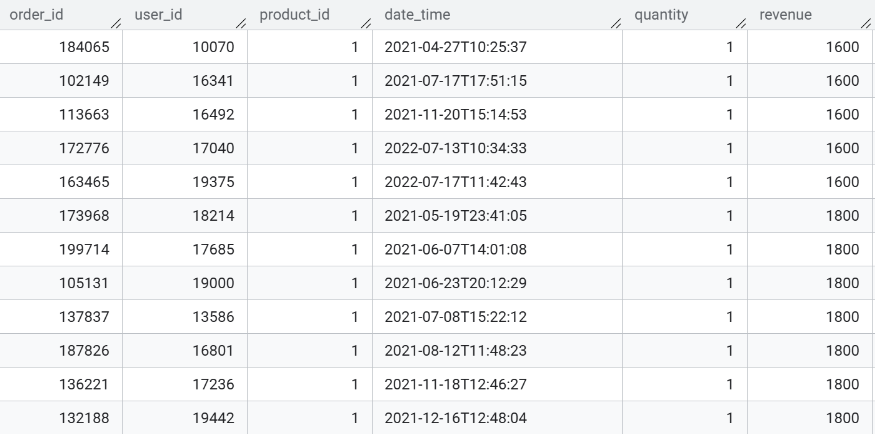 order_id user_id product_id date_time quantity revenue
184065 10070 1 2021-04-27T10:25:37 1 1600
102149 16341 1 2021-07-17T17:51:15 1 1600
113663 16492 1 2021-11-20T15:14:53 1 1600
172776 17040 1 2022-07-13T10:34:33 1 1600
163465 19375 1 2022-07-17T11:42:43 1 1600
173968 18214 1 2021-05-19T23:41:05 1 1800
199714 17685 1 2021-06-07T14:01:08 1 1800
105131 19000 1 2021-06-23T20:12:29 1 1800
137837 13586 1 2021-07-08T15:22:12 1 1800
187826 16801 1 2021-08-12T11:48:23 1 1800
136221 17236 1 2021-11-18T12:46:27 1 1800
132188 19442 1 2021-12-16T12:48:04 1 1800